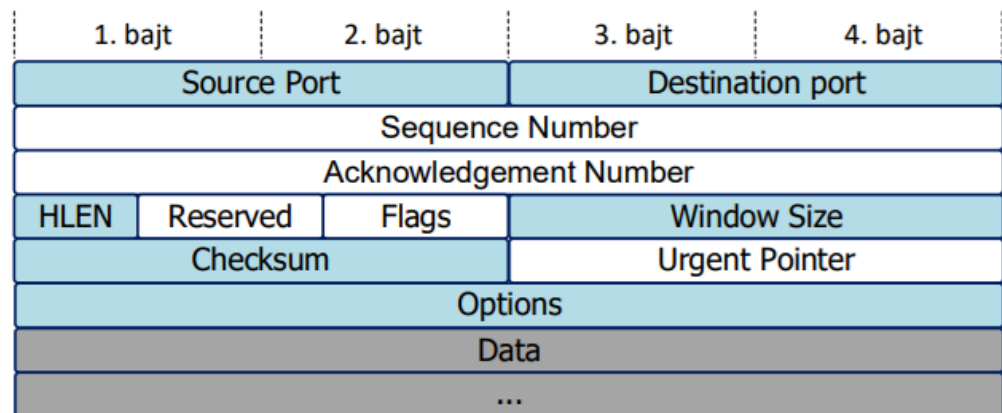 1. bajt 2. bajt 3. bajt 4. bajt
Source Port Destination port
Sequence Number
Acknowledgement Number
HLEN Reserved Flags Window Size
Checksum Urgent Pointer
Options
Data
...